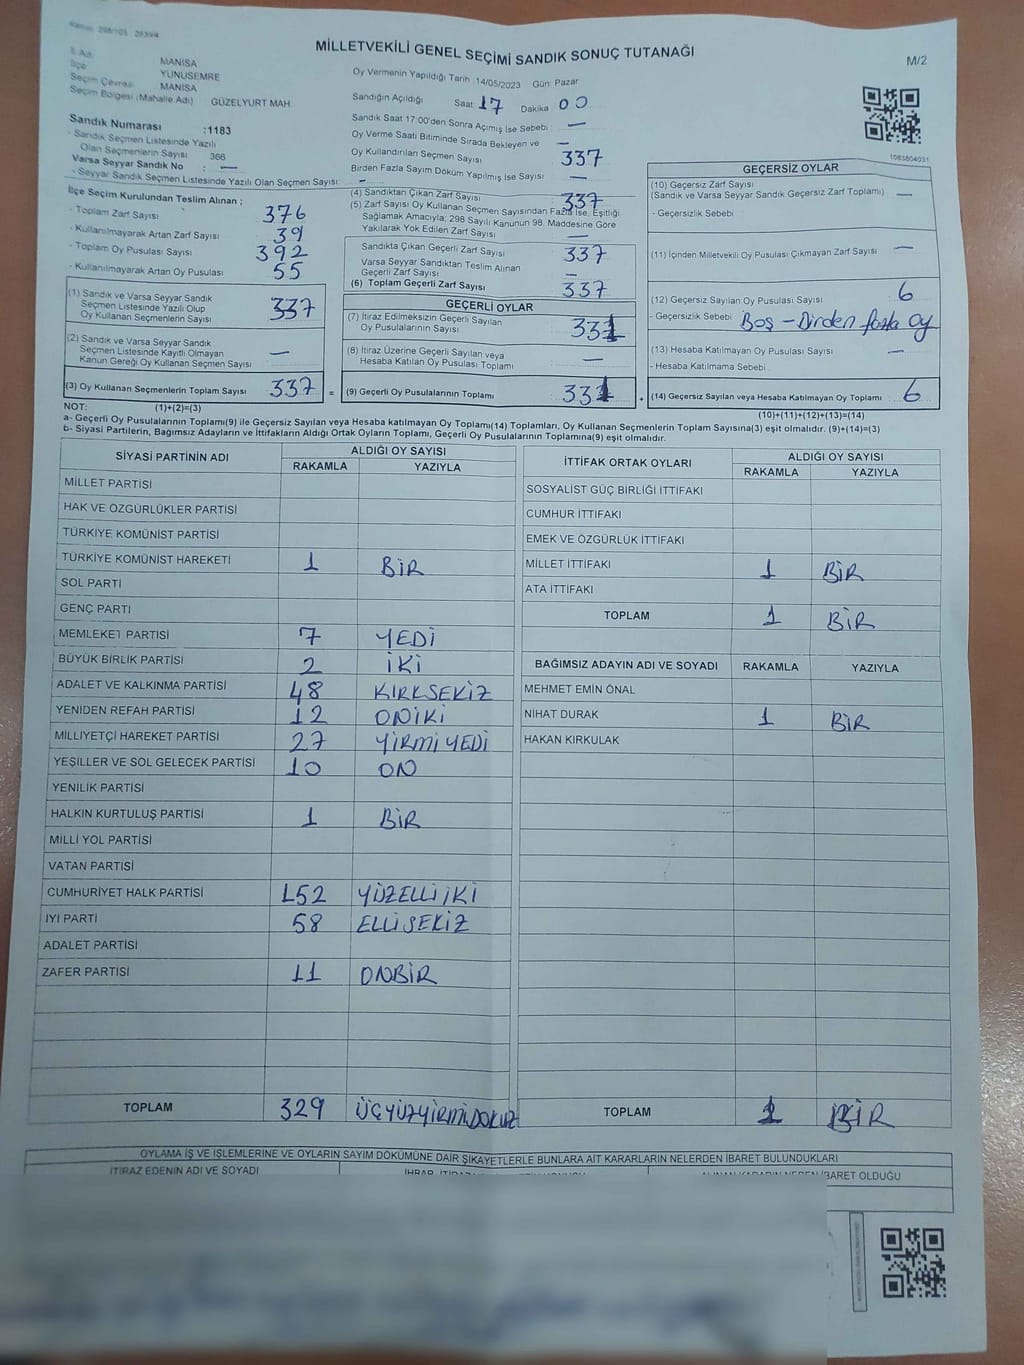 MİLLETVEKİLİ GENEL SEÇİMİ SANDIK SONUÇ TUTANAĞI
M/2
İlçe
MANİSA
YUNUSEMRE
Seçim Çevresi MANİSA
Seçim Bölgesi (Mahalle Adı) GÜZELYURT MAH.
Oy Vermenin Yapıldığı Tarih 14/05/2023 Gün Pazar
Sandığın Açıldığı Saat 17 Dakika 00
Sandık Saat 17:00'den Sonra Açılmış İse Sebebi —
Oy Verme Saati Bitiminde Sırada Bekleyen ve
Oy Kullandırılan Seçmen Sayısı 337
Birden Fazla Sayım Döküm Yapılmış İse Sayısı —
Sandık Numarası :1183
- Sandık Seçmen Listesinde Yazılı
Olan Seçmenlerin Sayısı 366
Varsa Seyyar Sandık No : —
- Seyyar Sandık Seçmen Listesinde Yazılı Olan Seçmen Sayısı: —
İlçe Seçim Kurulundan Teslim Alınan ;
- Toplam Zarf Sayısı 376
- Kullanılmayarak Artan Zarf Sayısı 39
- Toplam Oy Pusulası Sayısı 392
- Kullanılmayarak Artan Oy Pusulası 55
(1) Sandık ve Varsa Seyyar Sandık
Seçmen Listesinde Yazılı Olup
Oy Kullanan Seçmenlerin Sayısı 337
(2) Sandık ve Varsa Seyyar Sandık
Seçmen Listesinde Kayıtlı Olmayan
Kanun Gereği Oy Kullanan Seçmen Sayısı —
(3) Oy Kullanan Seçmenlerin Toplam Sayısı 337 =
(4) Sandıktan Çıkan Zarf Sayısı 337
(5) Zarf Sayısı Oy Kullanan Seçmen Sayısından Fazla İse, Eşitliği
Sağlamak Amacıyla; 298 Sayılı Kanunun 98. Maddesine Göre
Yakılarak Yok Edilen Zarf Sayısı —
Sandıkta Çıkan Geçerli Zarf Sayısı 337
Varsa Seyyar Sandıktan Teslim Alınan
Geçerli Zarf Sayısı —
(6) Toplam Geçerli Zarf Sayısı 337
GEÇERLİ OYLAR
(7) İtiraz Edilmeksizin Geçerli Sayılan
Oy Pusulalarının Sayısı 331
(8) İtiraz Üzerine Geçerli Sayılan veya
Hesaba Katılan Oy Pusulası Toplamı —
(9) Geçerli Oy Pusulalarının Toplamı 331 +
1083804031
GEÇERSİZ OYLAR
(10) Geçersiz Zarf Sayısı
(Sandık ve Varsa Seyyar Sandık Geçersiz Zarf Toplamı) —
- Geçersizlik Sebebi
(11) İçinden Milletvekili Oy Pusulası Çıkmayan Zarf Sayısı —
(12) Geçersiz Sayılan Oy Pusulası Sayısı 6
- Geçersizlik Sebebi Boş - Birden fazla oy
(13) Hesaba Katılmayan Oy Pusulası Sayısı —
- Hesaba Katılmama Sebebi
(14) Geçersiz Sayılan veya Hesaba Katılmayan Oy Toplamı 6
NOT: (1)+(2)=(3)
(10)+(11)+(12)+(13)=(14)
a- Geçerli Oy Pusulalarının Toplamı(9) ile Geçersiz Sayılan veya Hesaba katılmayan Oy Toplamı(14) Toplamları, Oy Kullanan Seçmenlerin Toplam Sayısına(3) eşit olmalıdır. (9)+(14)=(3)
b- Siyasi Partilerin, Bağımsız Adayların ve İttifakların Aldığı Ortak Oyların Toplamı, Geçerli Oy Pusulalarının Toplamına(9) eşit olmalıdır.
SİYASİ PARTİNİN ADI ALDIĞI OY SAYISI
RAKAMLA YAZIYLA
MİLLET PARTİSİ
HAK VE ÖZGÜRLÜKLER PARTİSİ
TÜRKİYE KOMÜNİST PARTİSİ
TÜRKİYE KOMÜNİST HAREKETİ 1 BİR
SOL PARTİ
GENÇ PARTİ
MEMLEKET PARTİSİ 7 YEDİ
BÜYÜK BİRLİK PARTİSİ 2 İKİ
ADALET VE KALKINMA PARTİSİ 48 KIRKSEKİZ
YENİDEN REFAH PARTİSİ 12 ONİKİ
MİLLİYETÇİ HAREKET PARTİSİ 27 YİRMİYEDİ
YEŞİLLER VE SOL GELECEK PARTİSİ 10 ON
YENİLİK PARTİSİ
HALKIN KURTULUŞ PARTİSİ 1 BİR
MİLLİ YOL PARTİSİ
VATAN PARTİSİ
CUMHURİYET HALK PARTİSİ 152 YÜZELLİİKİ
İYİ PARTİ 58 ELLİSEKİZ
ADALET PARTİSİ
ZAFER PARTİSİ 11 ONBİR
TOPLAM 329 ÜÇYÜZYİRMİDOKUZ
İTTİFAK ORTAK OYLARI ALDIĞI OY SAYISI
RAKAMLA YAZIYLA
SOSYALİST GÜÇ BİRLİĞİ İTTİFAKI
CUMHUR İTTİFAKI
EMEK VE ÖZGÜRLÜK İTTİFAKI
MİLLET İTTİFAKI 1 BİR
ATA İTTİFAKI
TOPLAM 1 BİR
BAĞIMSIZ ADAYIN ADI VE SOYADI RAKAMLA YAZIYLA
MEHMET EMİN ÖNAL
NİHAT DURAK 1 BİR
HAKAN KIRKULAK
TOPLAM 1 BİR
OYLAMA İŞ VE İŞLEMLERİNE VE OYLARIN SAYIM DÖKÜMÜNE DAİR ŞİKAYETLERLE BUNLARA AİT KARARLARIN NELERDEN İBARET BULUNDUKLARI
İTİRAZ EDENİN ADI VE SOYADI
ALINAN KARARIN NEDEN İBARET OLDUĞU